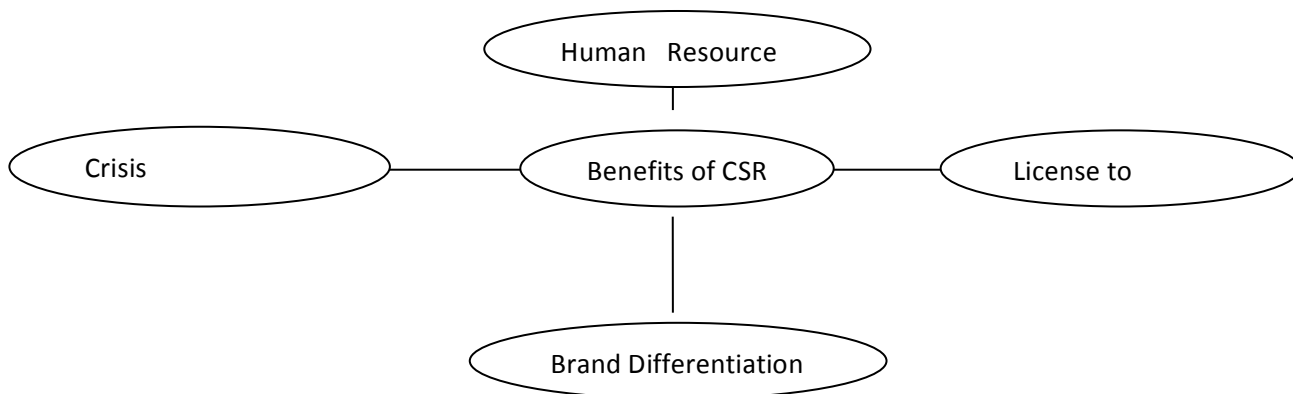 Human Resource
Crisis
Benefits of CSR
License to
Brand Differentiation